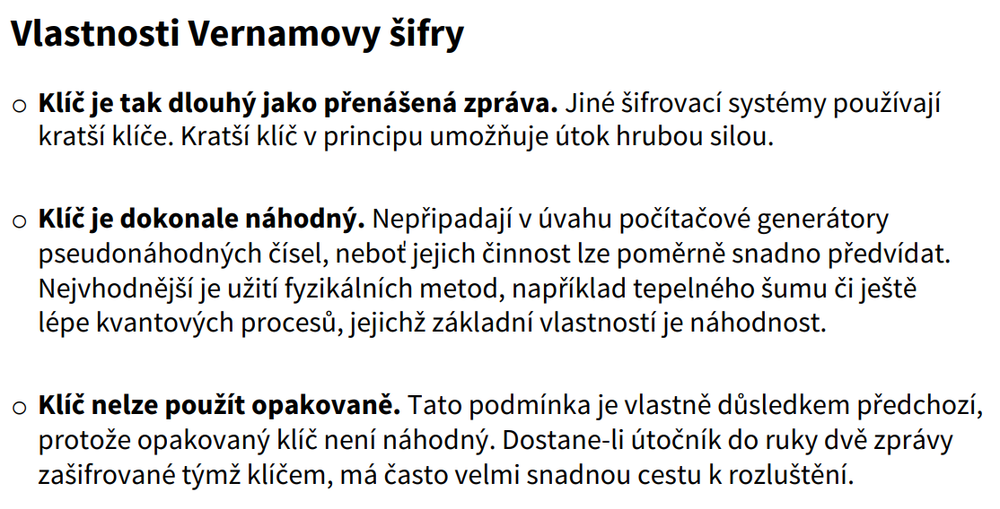 Vlastnosti Vernamovy šifry
○ Klíč je tak dlouhý jako přenášená zpráva. Jiné šifrovací systémy používají
kratší klíče. Kratší klíč v principu umožňuje útok hrubou silou.
○ Klíč je dokonale náhodný. Nepřipadají v úvahu počítačové generátory
pseudonáhodných čísel, neboť jejich činnost lze poměrně snadno předvídat.
Nejvhodnější je užití fyzikálních metod, například tepelného šumu či ještě
lépe kvantových procesů, jejichž základní vlastností je náhodnost.
○ Klíč nelze použít opakovaně. Tato podmínka je vlastně důsledkem předchozí,
protože opakovaný klíč není náhodný. Dostane-li útočník do ruky dvě zprávy
zašifrované týmž klíčem, má často velmi snadnou cestu k rozluštění.